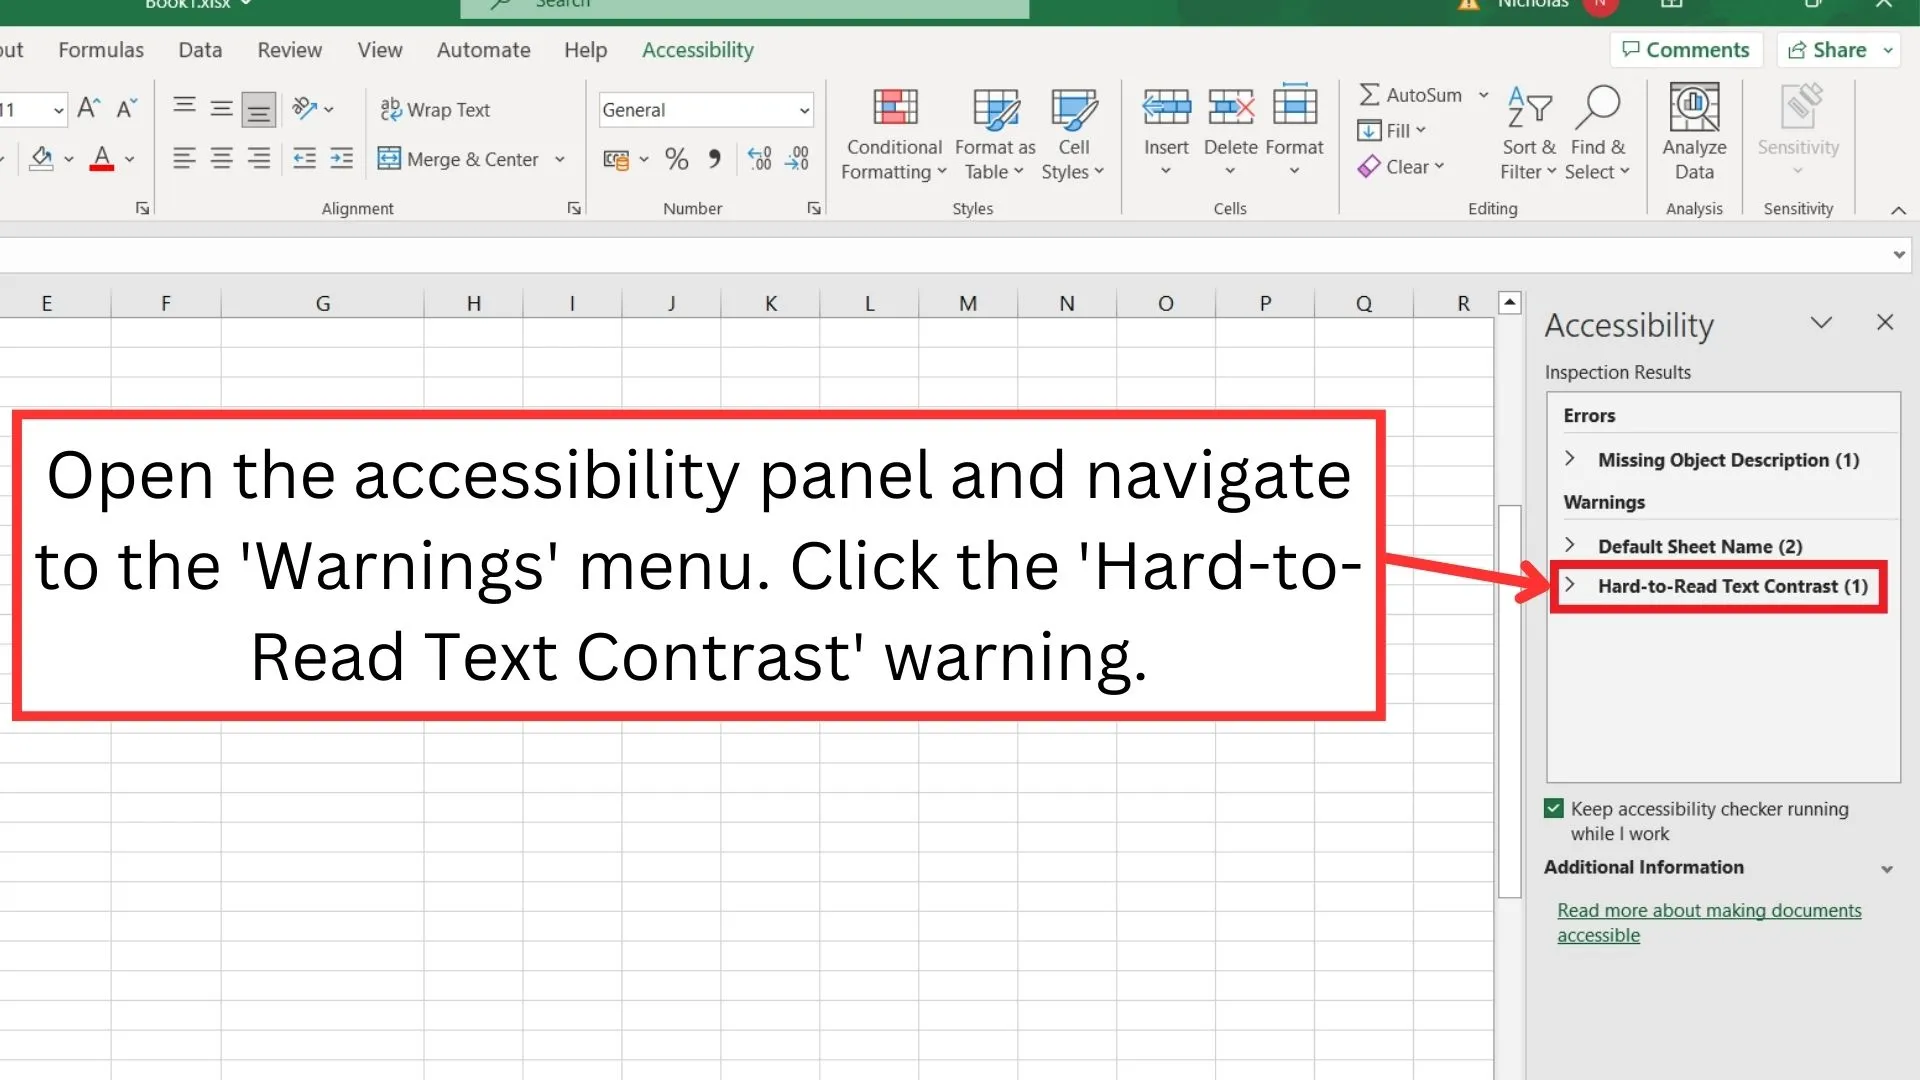 Book1.xlsx
Search
Nicholas
N
out Formulas Data Review View Automate Help Accessibility
Comments Share
11 A A Wrap Text General AutoSum
Fill
Merge & Center % Conditional Formatting Format as Table Cell Styles Insert Delete Format Clear Sort & Filter Find & Select Analyze Data Sensitivity
Alignment Number Styles Cells Editing Analysis Sensitivity
E F G H I J K L M N O P Q R
Accessibility
Inspection Results
Errors
Missing Object Description (1)
Warnings
Default Sheet Name (2)
Hard-to-Read Text Contrast (1)
Open the accessibility panel and navigate
to the 'Warnings' menu. Click the 'Hard-to-
Read Text Contrast' warning.
Keep accessibility checker running
while I work
Additional Information
Read more about making documents
accessible